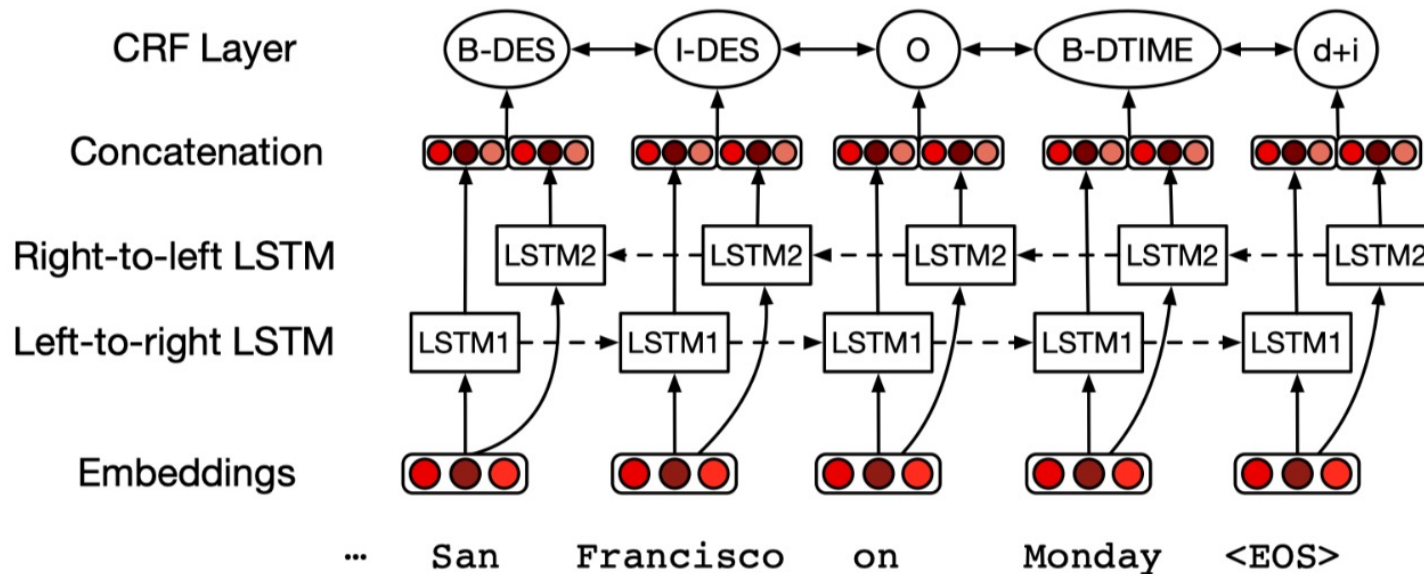 CRF Layer B-DES I-DES O B-DTIME d+i
Concatenation
Right-to-left LSTM LSTM2 LSTM2 LSTM2 LSTM2 LSTM2
Left-to-right LSTM LSTM1 LSTM1 LSTM1 LSTM1 LSTM1
Embeddings
… San Francisco on Monday <EOS>